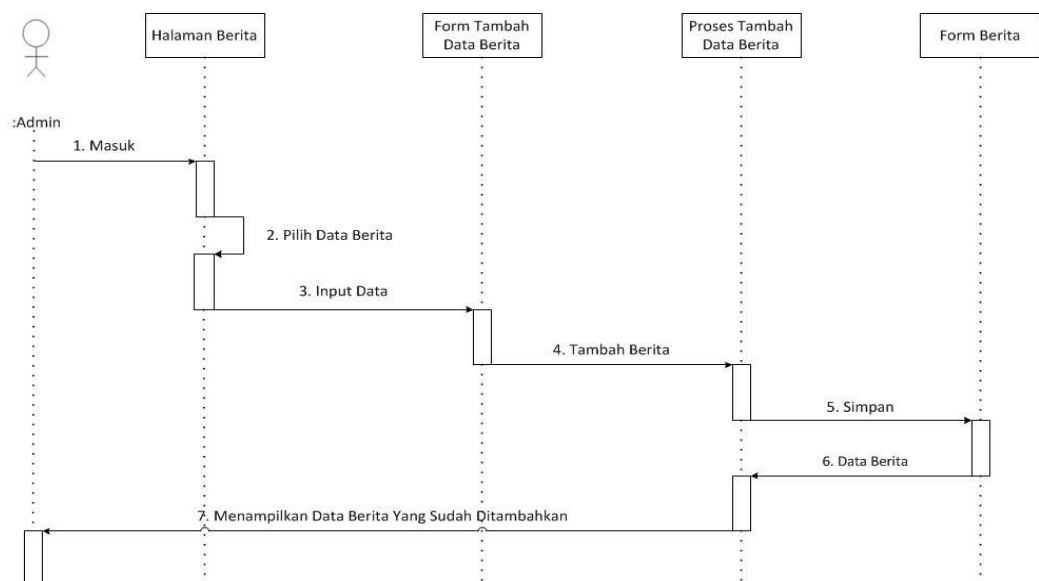 Halaman Berita
Form Tambah
Data Berita
Proses Tambah
Data Berita
Form Berita
:Admin
1. Masuk
2. Pilih Data Berita
3. Input Data
4. Tambah Berita
5. Simpan
6. Data Berita
7. Menampilkan Data Berita Yang Sudah Ditambahkan